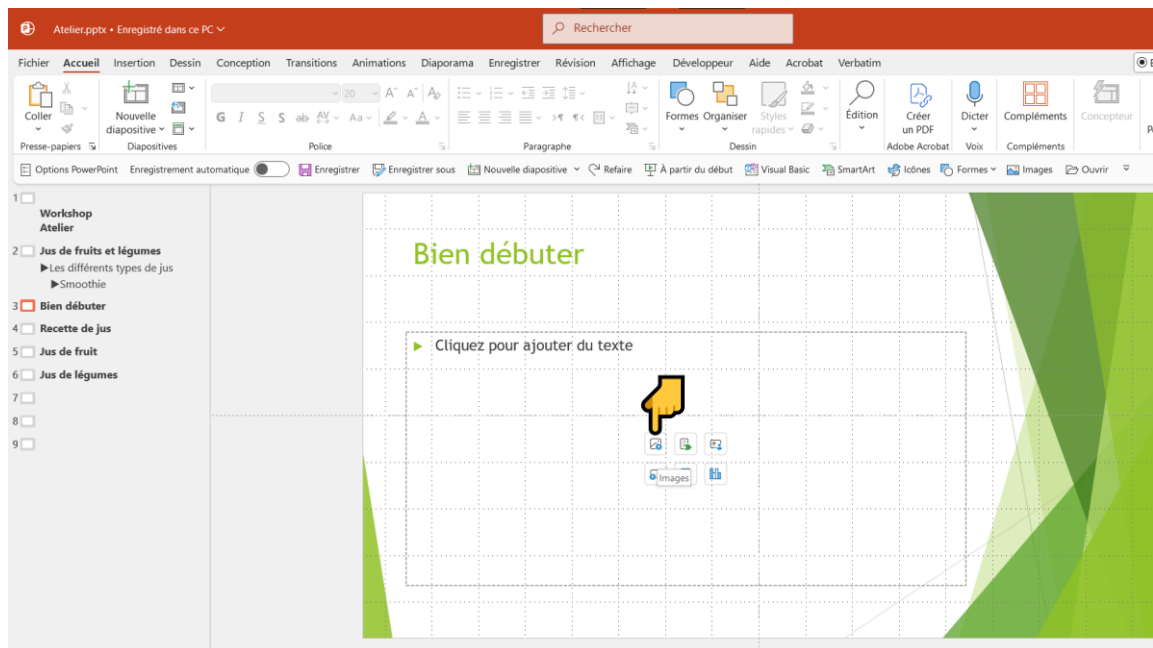 Atelier.pptx • Enregistré dans ce PC
Rechercher
Fichier Accueil Insertion Dessin Conception Transitions Animations Diaporama Enregistrer Révision Affichage Développeur Aide Acrobat Verbatim
Coller
Nouvelle diapositive
20
G I S S ab AV Aa A
Formes Organiser Styles rapides
Édition
Créer un PDF
Dicter
Compléments
Concepteur
Presse-papiers Diapositives Police Paragraphe Dessin Adobe Acrobat Voix Compléments
Options PowerPoint Enregistrement automatique Enregistrer Enregistrer sous Nouvelle diapositive Refaire À partir du début Visual Basic SmartArt Icônes Formes Images Ouvrir
1
Workshop
Atelier
2 Jus de fruits et légumes
Les différents types de jus
Smoothie
3 Bien débuter
4 Recette de jus
5 Jus de fruit
6 Jus de légumes
7
8
9
Bien débuter
Cliquez pour ajouter du texte
Images